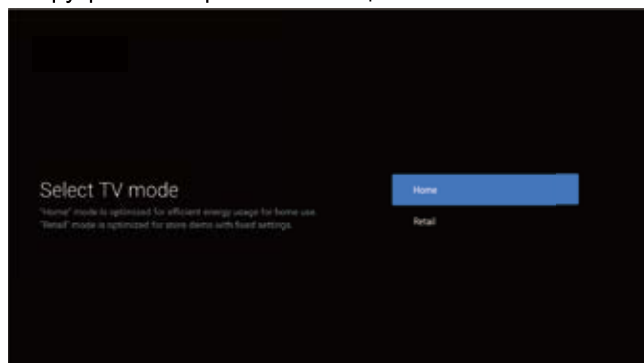 Select TV mode
"Home" mode is optimized for efficient energy usage for home use.
"Retail" mode is optimized for store demo with fixed settings.
Home
Retail